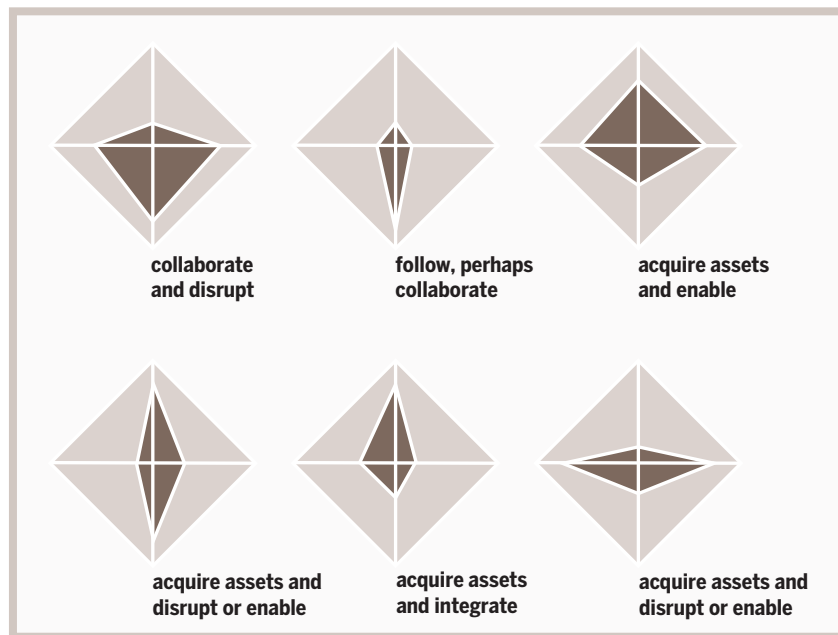 collaborate
and disrupt
follow, perhaps
collaborate
acquire assets
and enable
acquire assets and
disrupt or enable
acquire assets
and integrate
acquire assets and
disrupt or enable